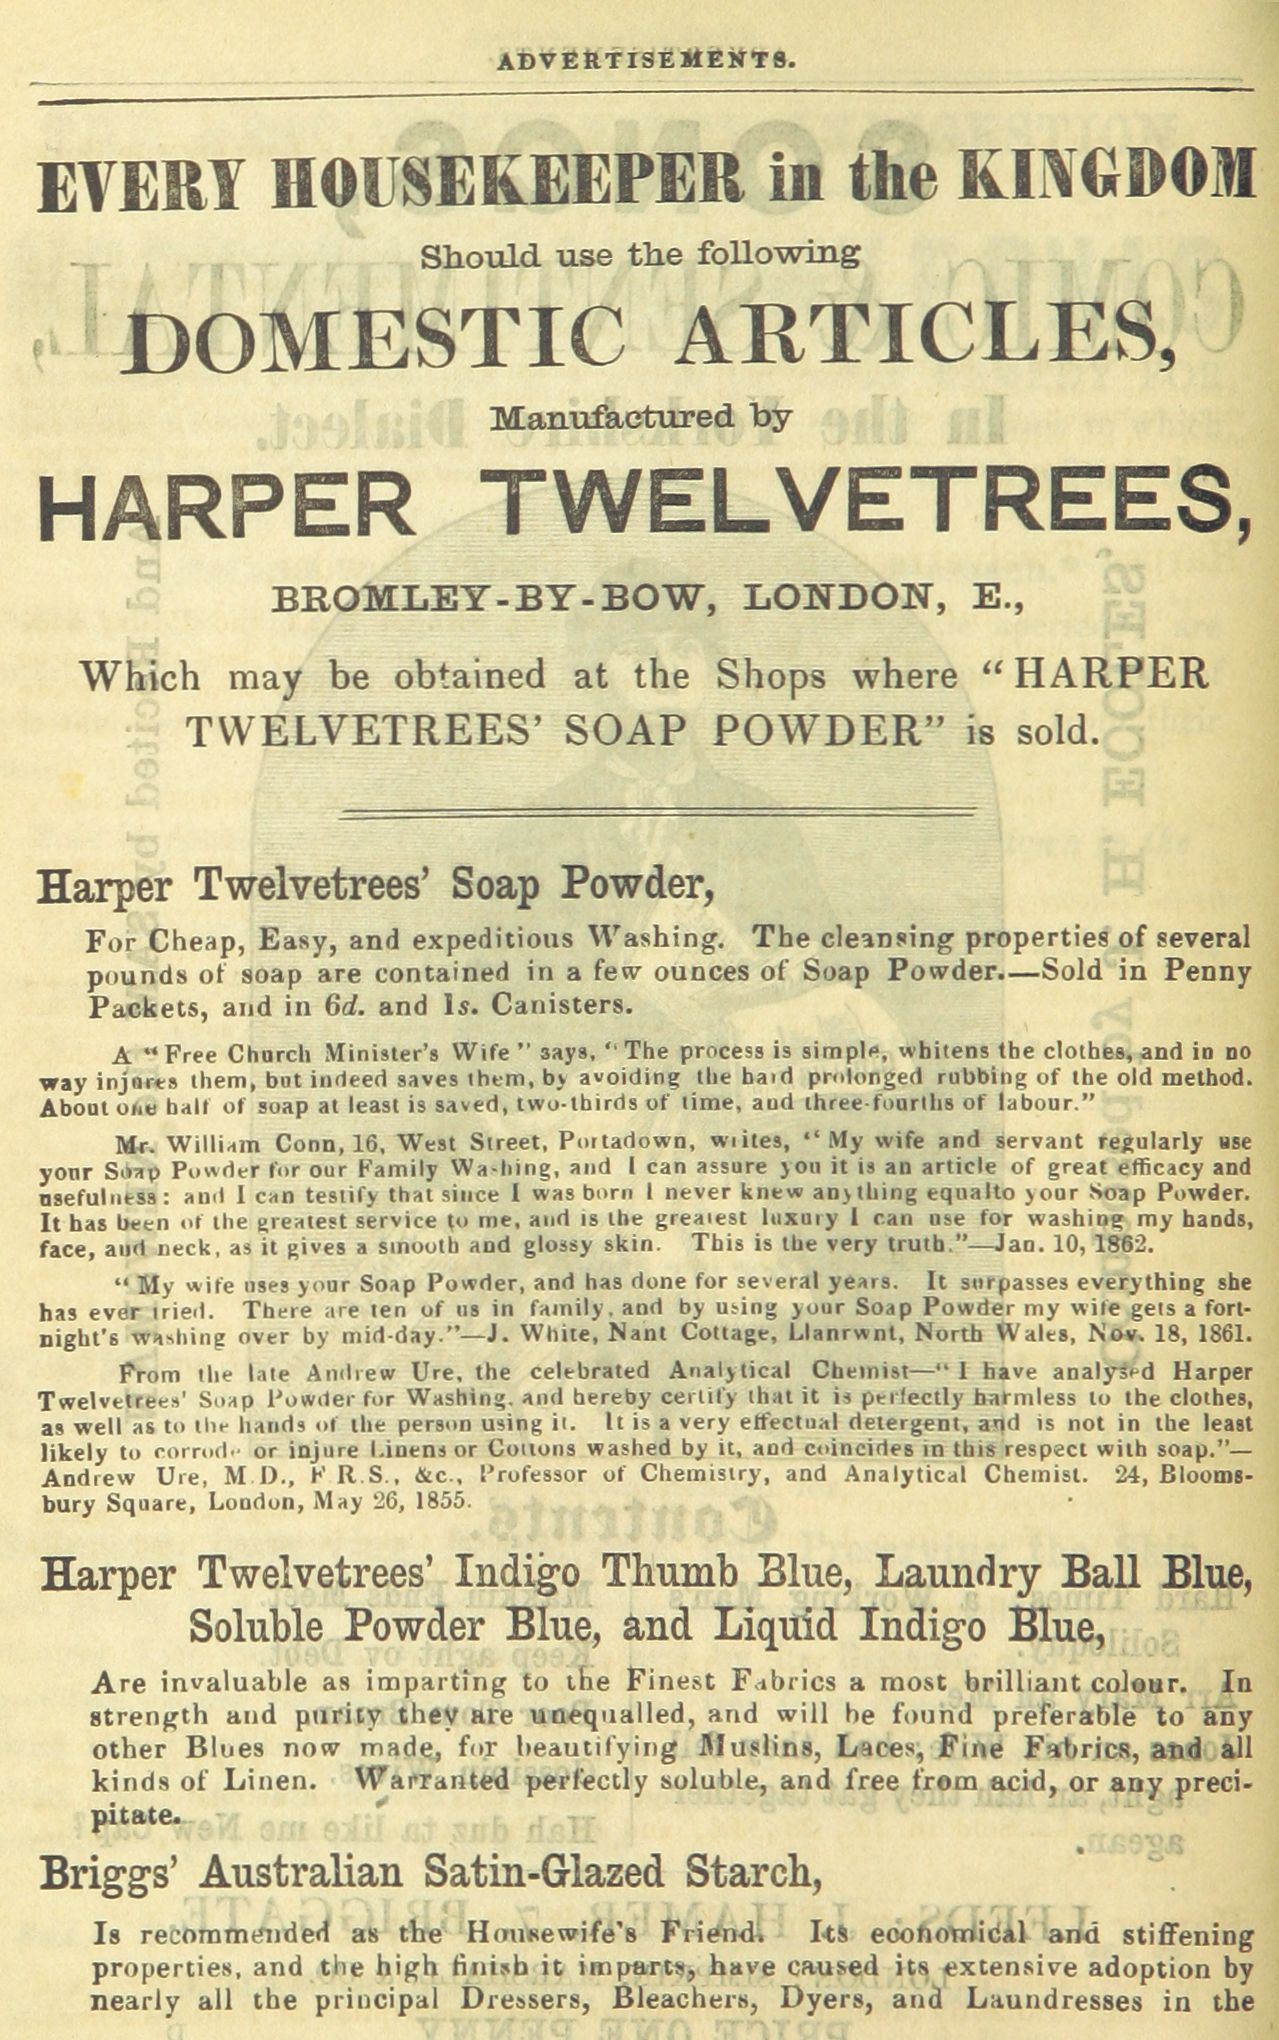 ADVERTISEMENTS.
EVERY HOUSEKEEPER in the KINGDOM
Should use the following
DOMESTIC ARTICLES,
Manufactured by
HARPER TWELVETREES,
BROMLEY-BY-BOW, LONDON, E.,
Which may be obtained at the Shops where “HARPER
TWELVETREES’ SOAP POWDER” is sold.
Harper Twelvetrees’ Soap Powder,
For Cheap, Easy, and expeditious Washing. The cleansing properties of several
pounds of soap are contained in a few ounces of Soap Powder.—Sold in Penny
Packets, and in 6d. and 1s. Canisters.
A “Free Church Minister’s Wife” says, “The process is simple, whitens the clothes, and in no
way injures them, but indeed saves them, by avoiding the hard prolonged rubbing of the old method.
About one half of soap at least is saved, two-thirds of time, and three-fourths of labour.”
Mr. William Conn, 16, West Street, Portadown, writes, “My wife and servant regularly use
your Soap Powder for our Family Washing, and I can assure you it is an article of great efficacy and
usefulness: and I can testify that since I was born I never knew anything equal to your Soap Powder.
It has been of the greatest service to me, and is the greatest luxury I can use for washing my hands,
face, and neck, as it gives a smooth and glossy skin. This is the very truth.”—Jan. 10, 1862.
“My wife uses your Soap Powder, and has done for several years. It surpasses everything she
has ever tried. There are ten of us in family, and by using your Soap Powder my wife gets a fort-
night’s washing over by mid-day.”—J. White, Nant Cottage, Llanrwnt, North Wales, Nov. 18, 1861.
From the late Andrew Ure, the celebrated Analytical Chemist—“I have analysed Harper
Twelvetrees’ Soap Powder for Washing, and hereby certify that it is perfectly harmless to the clothes,
as well as to the hands of the person using it. It is a very effectual detergent, and is not in the least
likely to corrode or injure Linens or Cottons washed by it, and coincides in this respect with soap.”—
Andrew Ure, M.D., F.R.S., &c., Professor of Chemistry, and Analytical Chemist. 24, Blooms-
bury Square, London, May 26, 1855.
Harper Twelvetrees’ Indigo Thumb Blue, Laundry Ball Blue,
Soluble Powder Blue, and Liquid Indigo Blue,
Are invaluable as imparting to the Finest Fabrics a most brilliant colour. In
strength and purity they are unequalled, and will be found preferable to any
other Blues now made, for beautifying Muslins, Laces, Fine Fabrics, and all
kinds of Linen. Warranted perfectly soluble, and free from acid, or any preci-
pitate.
Briggs’ Australian Satin-Glazed Starch,
Is recommended as the Housewife’s Friend. Its economical and stiffening
properties, and the high finish it imparts, have caused its extensive adoption by
nearly all the principal Dressers, Bleachers, Dyers, and Laundresses in the